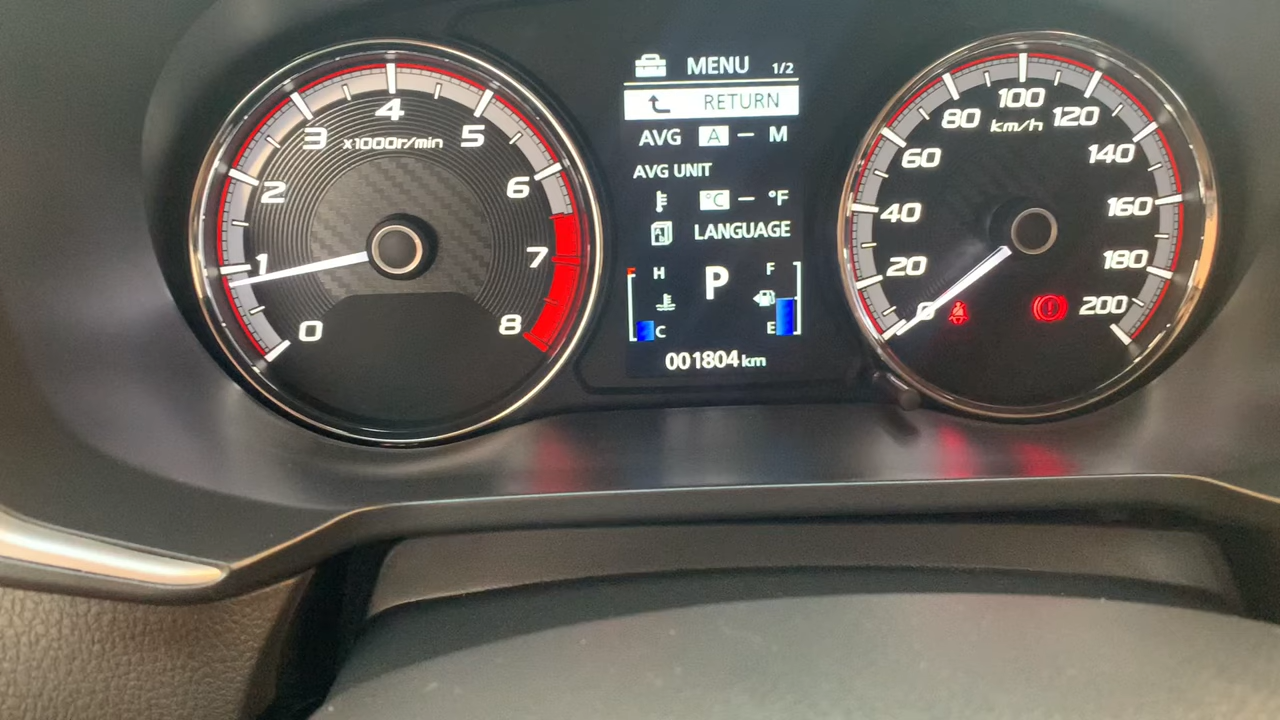 0
1
2
3
4
5
6
7
8
x1000r/min
MENU 1/2
RETURN
AVG A – M
AVG UNIT
°C – °F
LANGUAGE
H P F
C E
001804 km
0
20
40
60
80
100
120
140
160
180
200
km/h